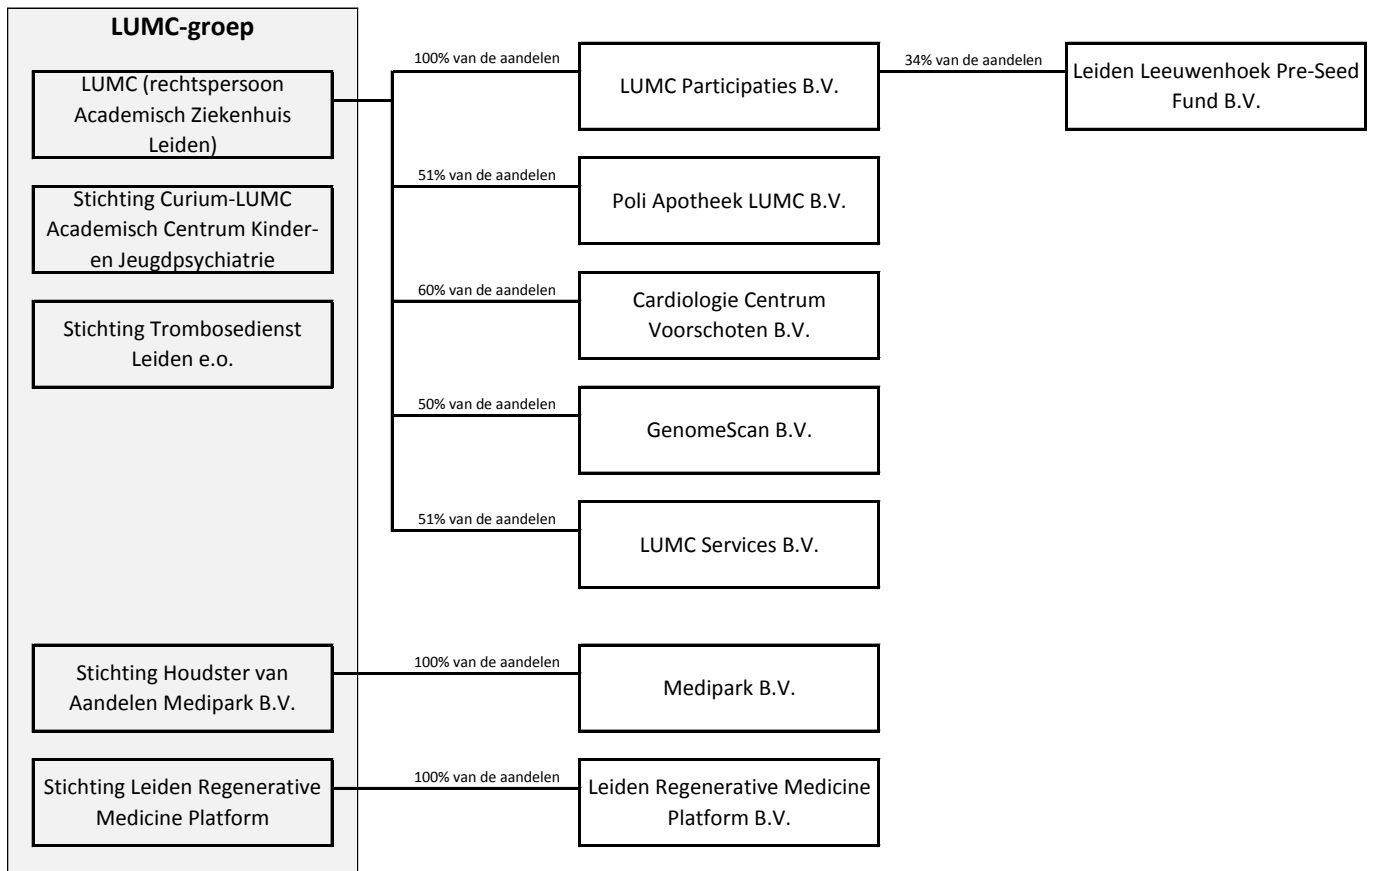 LUMC-groep
LUMC (rechtspersoon
Academisch Ziekenhuis
Leiden)
100% van de aandelen
LUMC Participaties B.V.
34% van de aandelen
Leiden Leeuwenhoek Pre-Seed
Fund B.V.
Stichting Curium-LUMC
Academisch Centrum Kinder-
en Jeugdpsychiatrie
51% van de aandelen
Poli Apotheek LUMC B.V.
Stichting Trombosedienst
Leiden e.o.
60% van de aandelen
Cardiologie Centrum
Voorschoten B.V.
50% van de aandelen
GenomeScan B.V.
51% van de aandelen
LUMC Services B.V.
Stichting Houdster van
Aandelen Medipark B.V.
100% van de aandelen
Medipark B.V.
Stichting Leiden Regenerative
Medicine Platform
100% van de aandelen
Leiden Regenerative Medicine
Platform B.V.